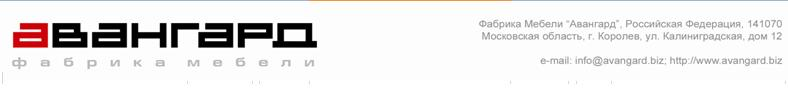 авангард
фабрика мебели
Фабрика Мебели “Авангард”, Российская Федерация, 141070
Московская область, г. Королев, ул. Калиниградская, дом 12
e-mail: info@avangard.biz; http://www.avangard.biz